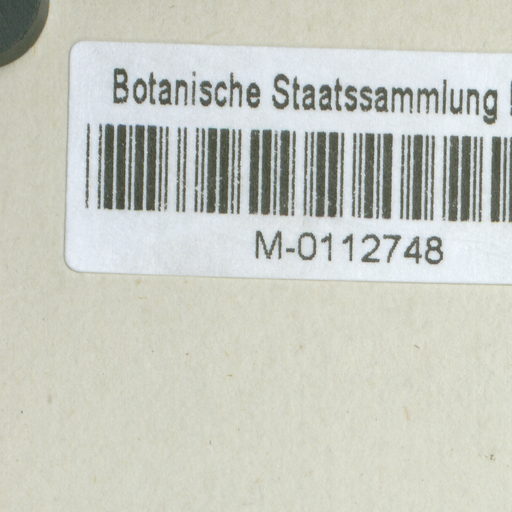 Botanische Staatssammlung
M-0112748